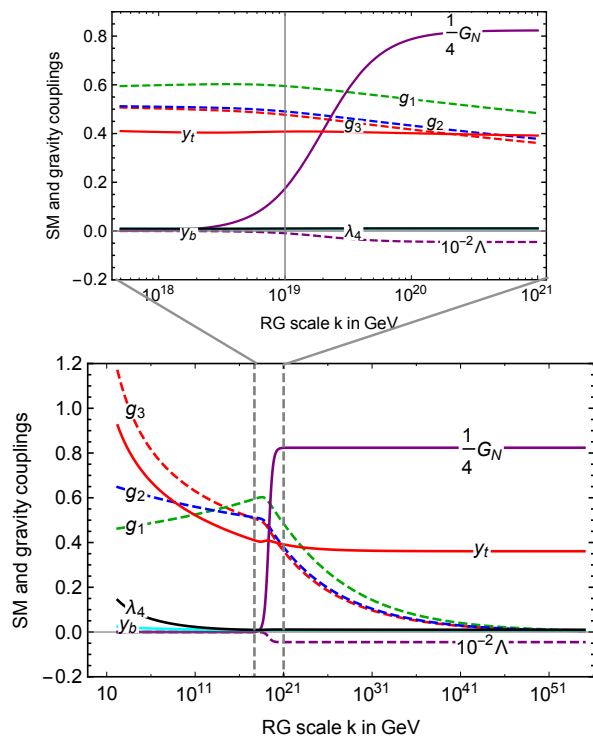 SM and gravity couplings
0.8
0.6
0.4
0.2
0.0
−0.2
1/4 G_N
g_1
g_2
g_3
y_t
y_b
λ_4
10^-2 Λ
10^18
10^19
10^20
10^21
RG scale k in GeV
SM and gravity couplings
1.2
1.0
0.8
0.6
0.4
0.2
0.0
−0.2
g_3
g_2
g_1
λ_4
y_b
1/4 G_N
y_t
10^-2 Λ
10
10^11
10^21
10^31
10^41
10^51
RG scale k in GeV